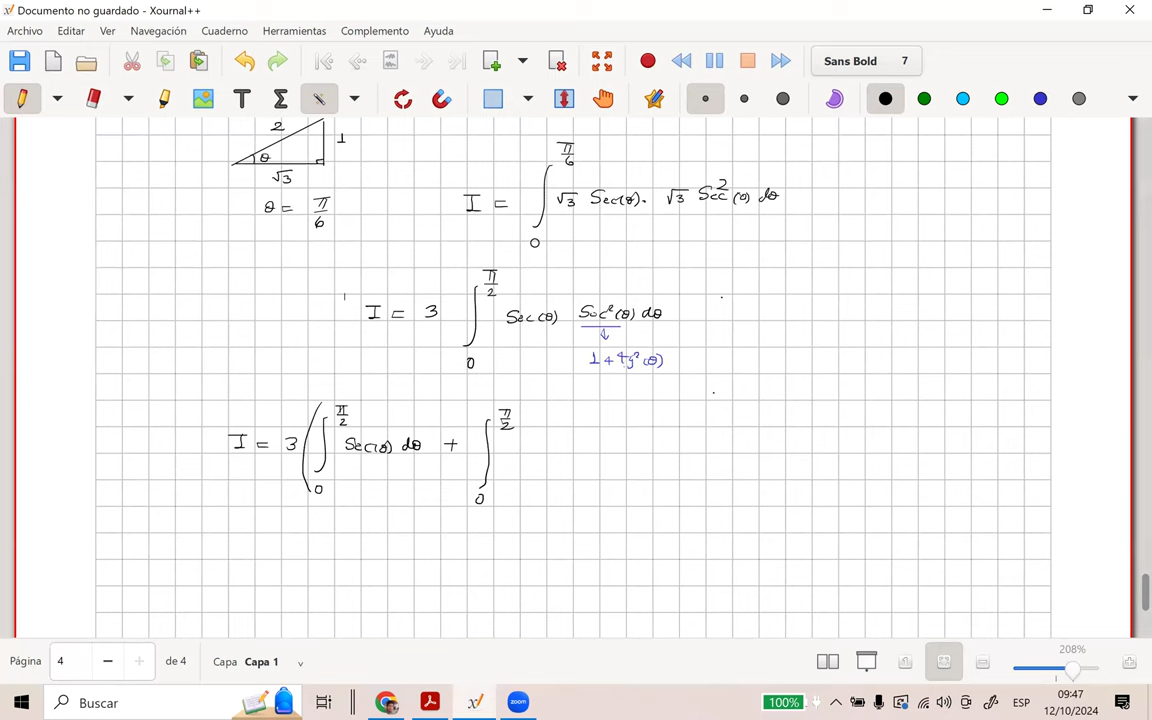 Documento no guardado - Xournal++
Archivo Editar Ver Navegación Cuaderno Herramientas Complemento Ayuda
Sans Bold 7
2
1
θ
√3
θ = π/6
I = ∫₀^(π/6) √3 Sec(θ). √3 Sec²(θ) dθ
I = 3 ∫₀^(π/2) Sec(θ) Sec²(θ) dθ
↓
1 + tg²(θ)
I = 3 ( ∫₀^(π/2) Sec(θ) dθ + ∫₀^(π/2)
208%
Página 4 de 4 Capa Capa 1
Buscar
zoom
100%
ESP
09:47
12/10/2024